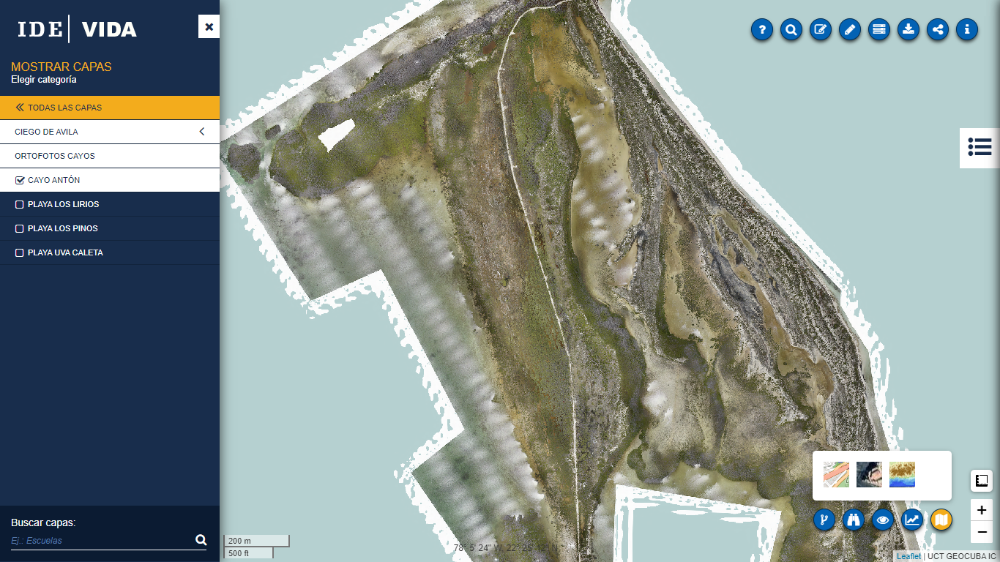 IDE VIDA
MOSTRAR CAPAS
Elegir categoría
TODAS LAS CAPAS
CIEGO DE AVILA
ORTOFOTOS CAYOS
CAYO ANTÓN
PLAYA LOS LIRIOS
PLAYA LOS PINOS
PLAYA UVA CALETA
Buscar capas:
Ej.: Escuelas
200 m
500 ft
78° 5' 24" W, 22° 25' 12" N
Leaflet | UCT GEOCUBA IC